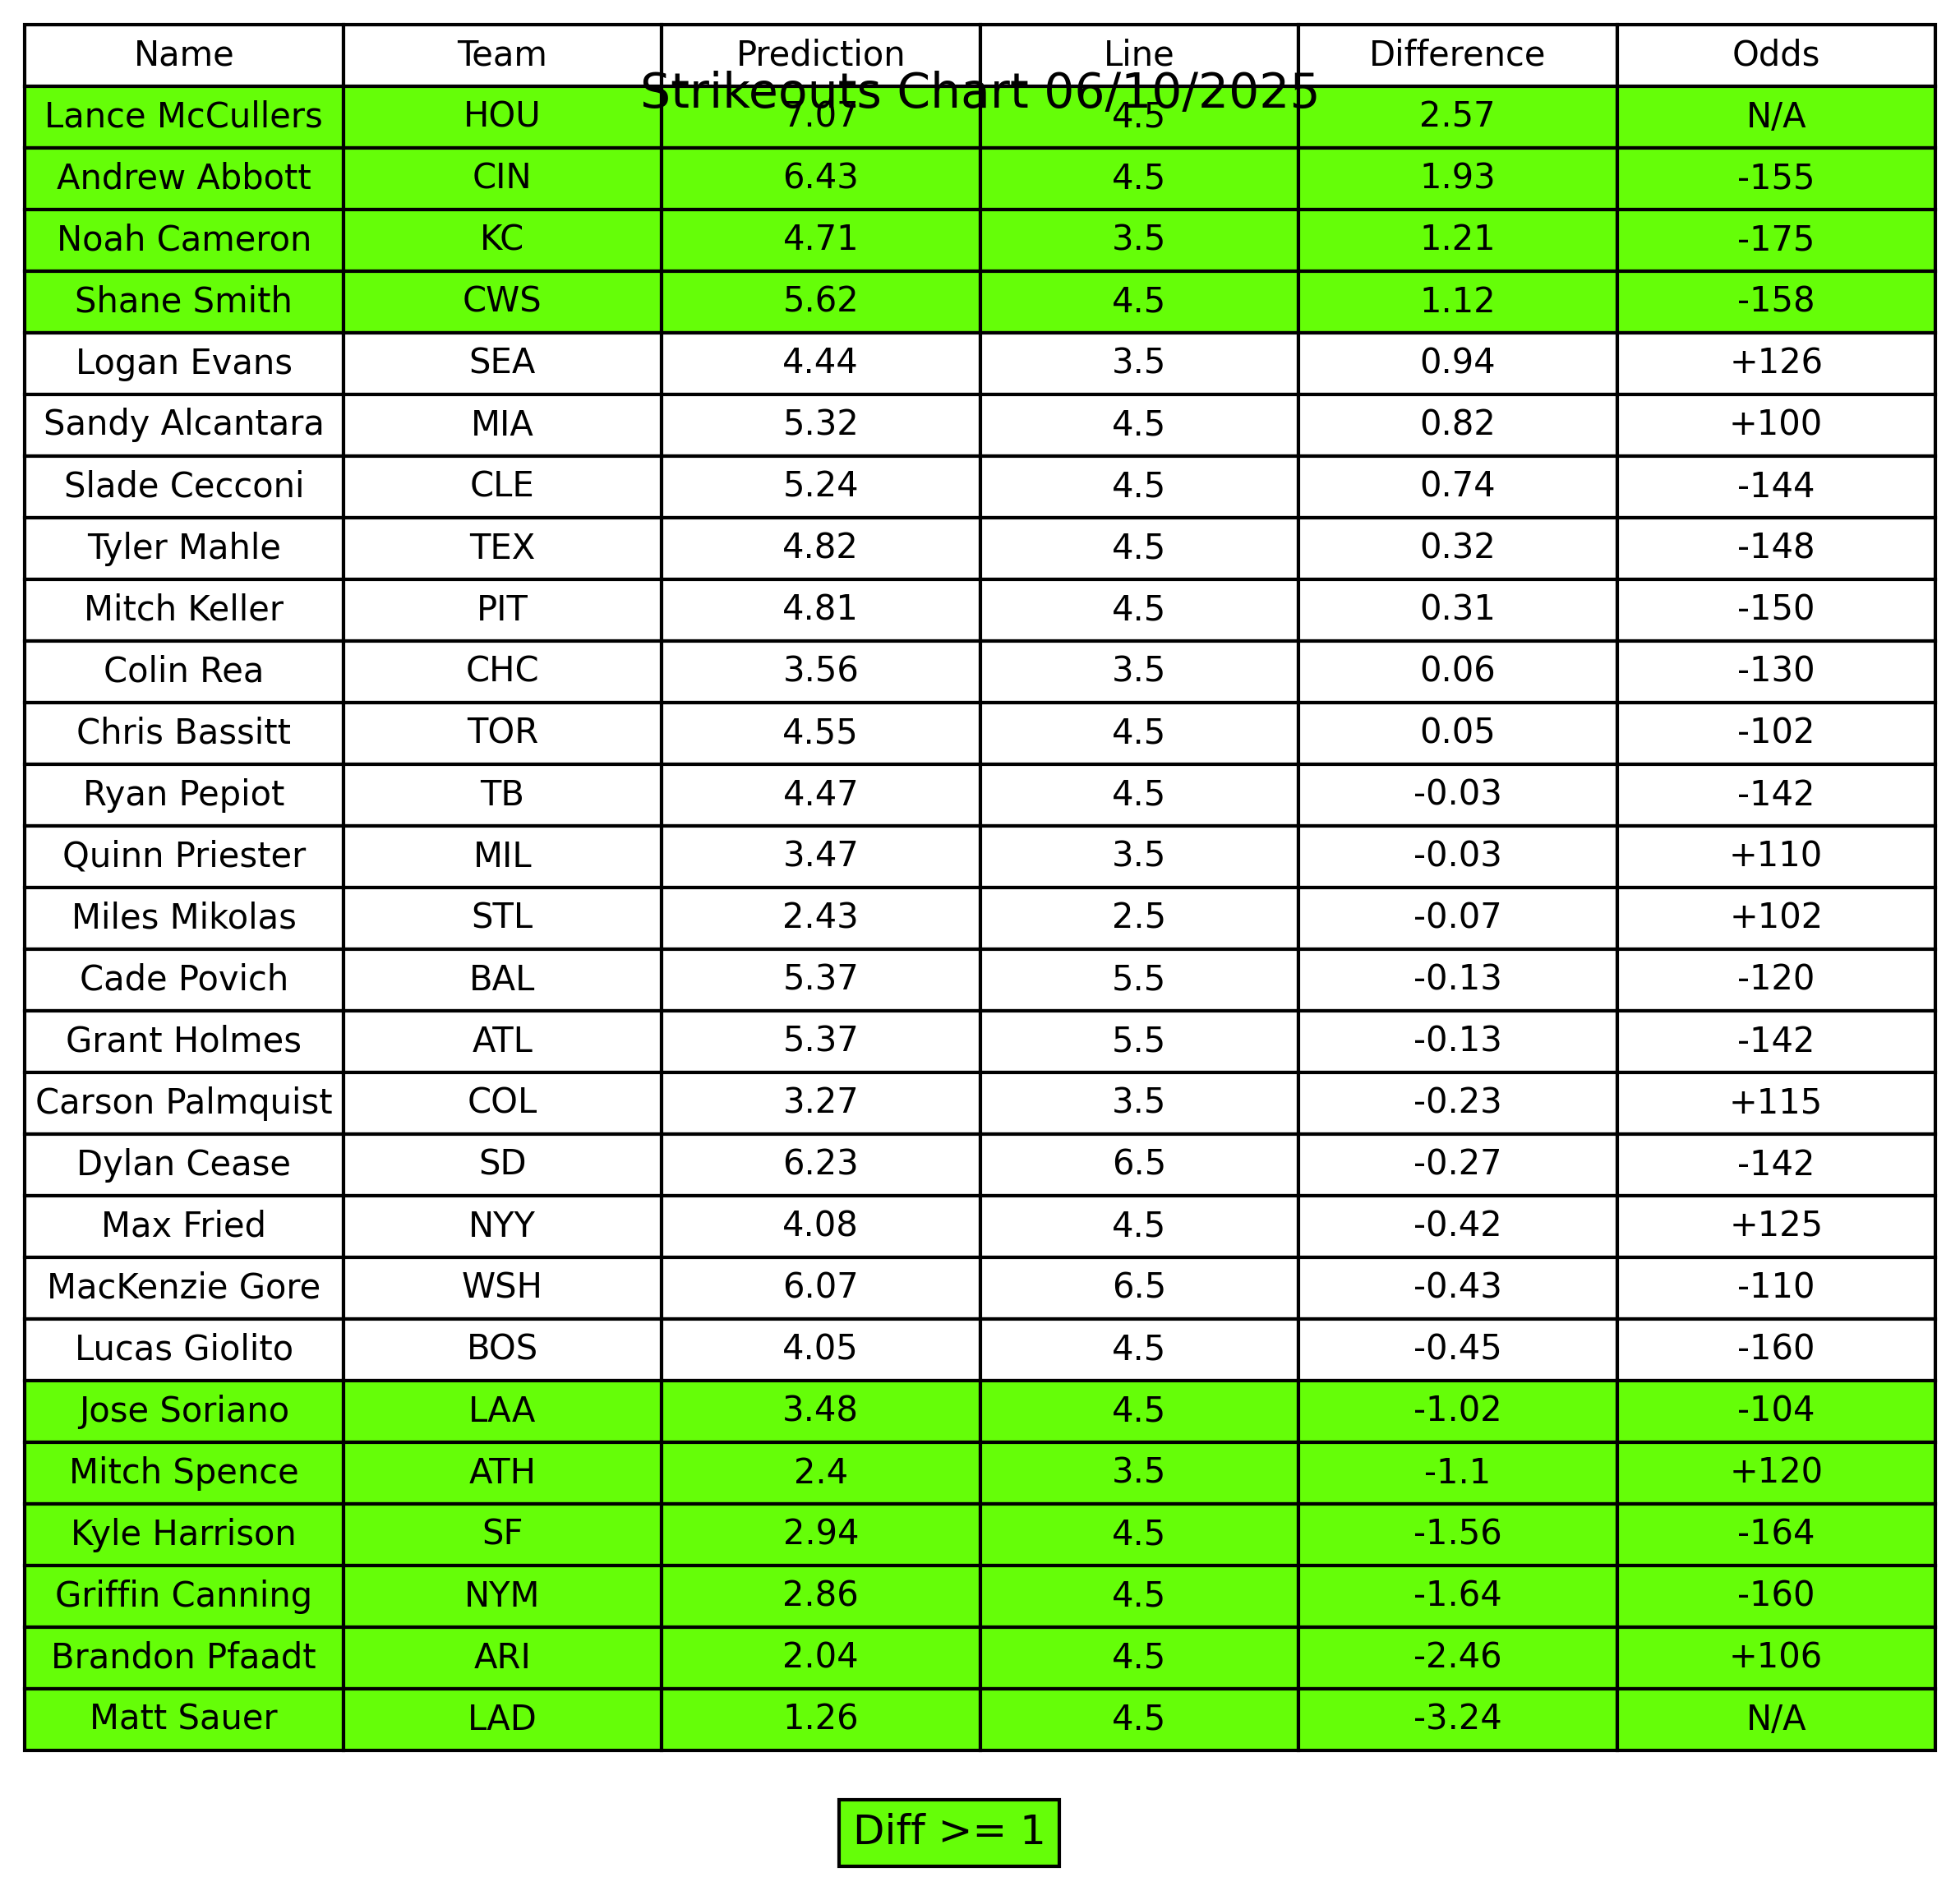 Name Team Prediction Line Difference Odds
Strikeouts Chart 06/10/2025
Lance McCullers HOU 7.07 4.5 2.57 N/A
Andrew Abbott CIN 6.43 4.5 1.93 -155
Noah Cameron KC 4.71 3.5 1.21 -175
Shane Smith CWS 5.62 4.5 1.12 -158
Logan Evans SEA 4.44 3.5 0.94 +126
Sandy Alcantara MIA 5.32 4.5 0.82 +100
Slade Cecconi CLE 5.24 4.5 0.74 -144
Tyler Mahle TEX 4.82 4.5 0.32 -148
Mitch Keller PIT 4.81 4.5 0.31 -150
Colin Rea CHC 3.56 3.5 0.06 -130
Chris Bassitt TOR 4.55 4.5 0.05 -102
Ryan Pepiot TB 4.47 4.5 -0.03 -142
Quinn Priester MIL 3.47 3.5 -0.03 +110
Miles Mikolas STL 2.43 2.5 -0.07 +102
Cade Povich BAL 5.37 5.5 -0.13 -120
Grant Holmes ATL 5.37 5.5 -0.13 -142
Carson Palmquist COL 3.27 3.5 -0.23 +115
Dylan Cease SD 6.23 6.5 -0.27 -142
Max Fried NYY 4.08 4.5 -0.42 +125
MacKenzie Gore WSH 6.07 6.5 -0.43 -110
Lucas Giolito BOS 4.05 4.5 -0.45 -160
Jose Soriano LAA 3.48 4.5 -1.02 -104
Mitch Spence ATH 2.4 3.5 -1.1 +120
Kyle Harrison SF 2.94 4.5 -1.56 -164
Griffin Canning NYM 2.86 4.5 -1.64 -160
Brandon Pfaadt ARI 2.04 4.5 -2.46 +106
Matt Sauer LAD 1.26 4.5 -3.24 N/A
Diff >= 1